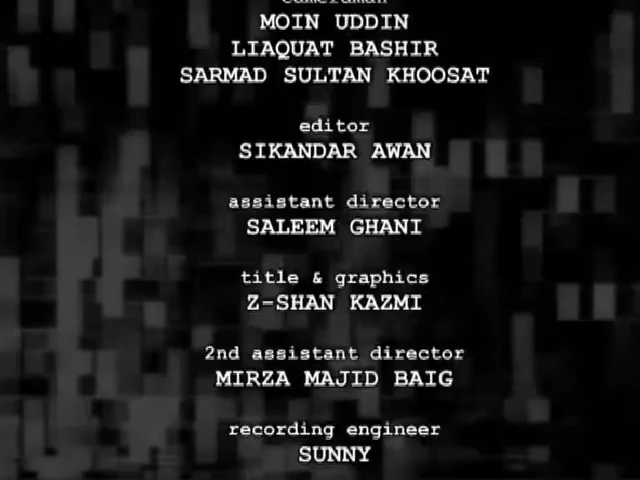 cameraman
MOIN UDDIN
LIAQUAT BASHIR
SARMAD SULTAN KHOOSAT
editor
SIKANDAR AWAN
assistant director
SALEEM GHANI
title & graphics
Z-SHAN KAZMI
2nd assistant director
MIRZA MAJID BAIG
recording engineer
SUNNY